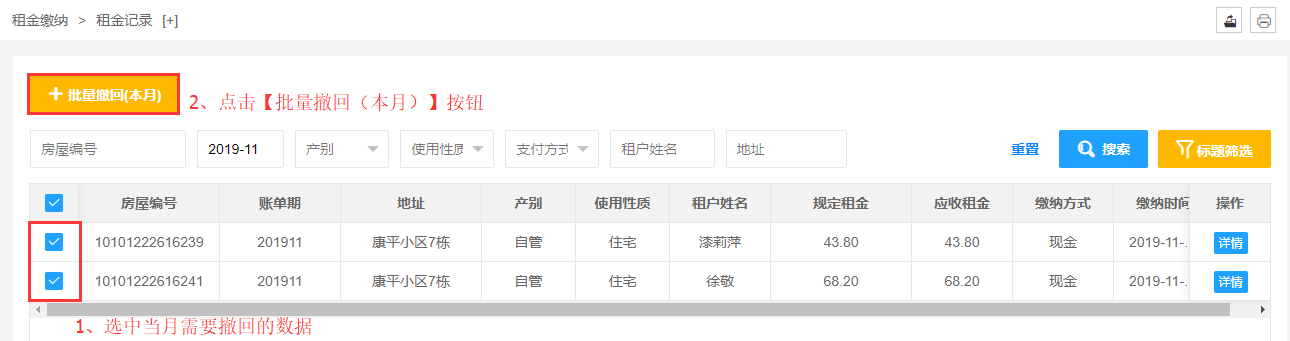 租金缴纳 > 租金记录 [+]
+ 批量撤回(本月)
2、点击【批量撤回（本月）】按钮
房屋编号 2019-11 产别 使用性质 支付方式 租户姓名 地址 重置 搜索 标题筛选
房屋编号 账单期 地址 产别 使用性质 租户姓名 规定租金 应收租金 缴纳方式 缴纳时间 操作
10101222616239 201911 康平小区7栋 自管 住宅 漆莉萍 43.80 43.80 现金 2019-11-.. 详情
10101222616241 201911 康平小区7栋 自管 住宅 徐敬 68.20 68.20 现金 2019-11-.. 详情
1、选中当月需要撤回的数据